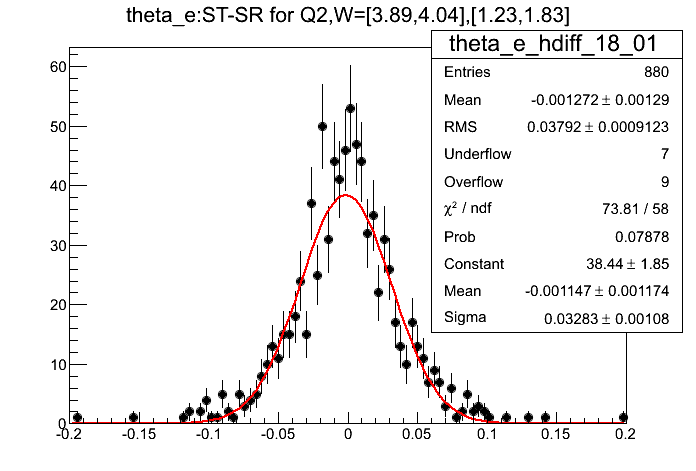 theta_e:ST-SR for Q2,W=[3.89,4.04],[1.23,1.83]
theta_e_hdiff_18_01
Entries 880
Mean -0.001272 ± 0.00129
RMS 0.03792 ± 0.0009123
Underflow 7
Overflow 9
χ² / ndf 73.81 / 58
Prob 0.07878
Constant 38.44 ± 1.85
Mean -0.001147 ± 0.001174
Sigma 0.03283 ± 0.00108
60
50
40
30
20
10
0
-0.2 -0.15 -0.1 -0.05 0 0.05 0.1 0.15 0.2